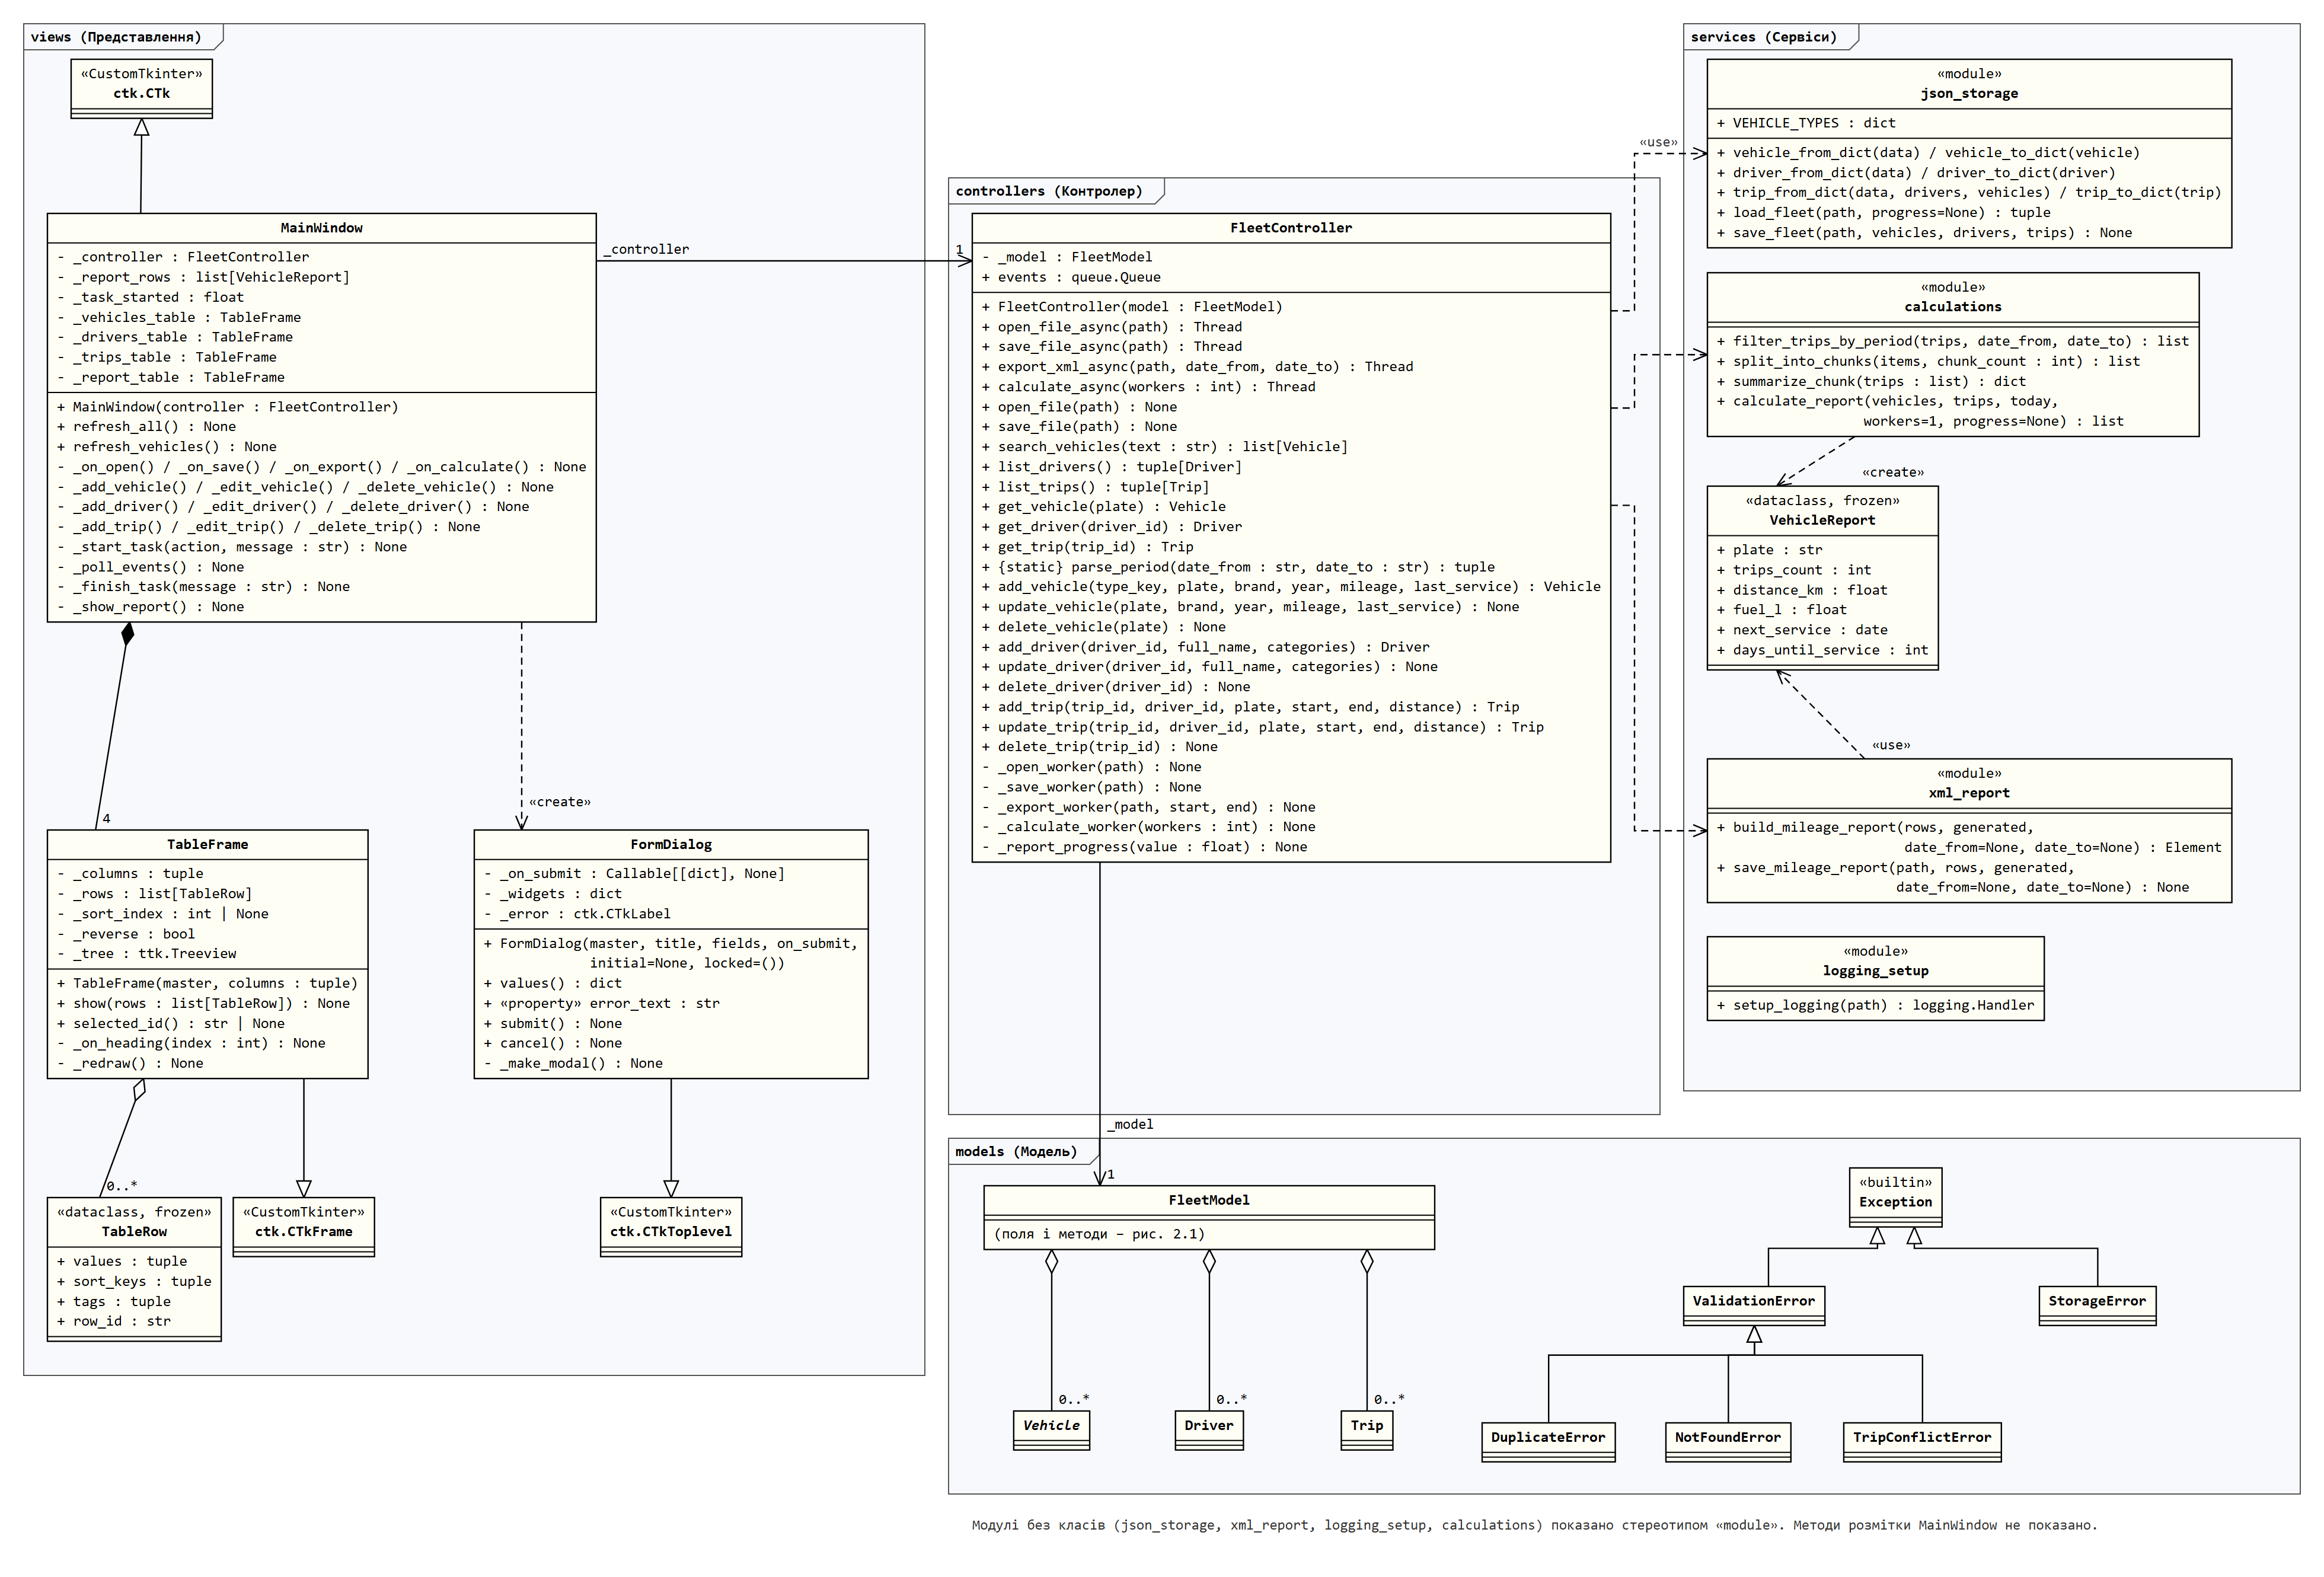 views (Представлення)
«CustomTkinter»
ctk.CTk
MainWindow
- _controller : FleetController
- _report_rows : list[VehicleReport]
- _task_started : float
- _vehicles_table : TableFrame
- _drivers_table : TableFrame
- _trips_table : TableFrame
- _report_table : TableFrame
+ MainWindow(controller : FleetController)
+ refresh_all() : None
+ refresh_vehicles() : None
- _on_open() / _on_save() / _on_export() / _on_calculate() : None
- _add_vehicle() / _edit_vehicle() / _delete_vehicle() : None
- _add_driver() / _edit_driver() / _delete_driver() : None
- _add_trip() / _edit_trip() / _delete_trip() : None
- _start_task(action, message : str) : None
- _poll_events() : None
- _finish_task(message : str) : None
- _show_report() : None
4
«create»
TableFrame
- _columns : tuple
- _rows : list[TableRow]
- _sort_index : int | None
- _reverse : bool
- _tree : ttk.Treeview
+ TableFrame(master, columns : tuple)
+ show(rows : list[TableRow]) : None
+ selected_id() : str | None
- _on_heading(index : int) : None
- _redraw() : None
FormDialog
- _on_submit : Callable[[dict], None]
- _widgets : dict
- _error : ctk.CTkLabel
+ FormDialog(master, title, fields, on_submit,
initial=None, locked=())
+ values() : dict
+ «property» error_text : str
+ submit() : None
+ cancel() : None
- _make_modal() : None
0..*
«dataclass, frozen»
TableRow
+ values : tuple
+ sort_keys : tuple
+ tags : tuple
+ row_id : str
«CustomTkinter»
ctk.CTkFrame
«CustomTkinter»
ctk.CTkToplevel
_controller
1
controllers (Контролер)
FleetController
- _model : FleetModel
+ events : queue.Queue
+ FleetController(model : FleetModel)
+ open_file_async(path) : Thread
+ save_file_async(path) : Thread
+ export_xml_async(path, date_from, date_to) : Thread
+ calculate_async(workers : int) : Thread
+ open_file(path) : None
+ save_file(path) : None
+ search_vehicles(text : str) : list[Vehicle]
+ list_drivers() : tuple[Driver]
+ list_trips() : tuple[Trip]
+ get_vehicle(plate) : Vehicle
+ get_driver(driver_id) : Driver
+ get_trip(trip_id) : Trip
+ {static} parse_period(date_from : str, date_to : str) : tuple
+ add_vehicle(type_key, plate, brand, year, mileage, last_service) : Vehicle
+ update_vehicle(plate, brand, year, mileage, last_service) : None
+ delete_vehicle(plate) : None
+ add_driver(driver_id, full_name, categories) : Driver
+ update_driver(driver_id, full_name, categories) : None
+ delete_driver(driver_id) : None
+ add_trip(trip_id, driver_id, plate, start, end, distance) : Trip
+ update_trip(trip_id, driver_id, plate, start, end, distance) : Trip
+ delete_trip(trip_id) : None
- _open_worker(path) : None
- _save_worker(path) : None
- _export_worker(path, start, end) : None
- _calculate_worker(workers : int) : None
- _report_progress(value : float) : None
«use»
services (Сервіси)
«module»
json_storage
+ VEHICLE_TYPES : dict
+ vehicle_from_dict(data) / vehicle_to_dict(vehicle)
+ driver_from_dict(data) / driver_to_dict(driver)
+ trip_from_dict(data, drivers, vehicles) / trip_to_dict(trip)
+ load_fleet(path, progress=None) : tuple
+ save_fleet(path, vehicles, drivers, trips) : None
«module»
calculations
+ filter_trips_by_period(trips, date_from, date_to) : list
+ split_into_chunks(items, chunk_count : int) : list
+ summarize_chunk(trips : list) : dict
+ calculate_report(vehicles, trips, today,
workers=1, progress=None) : list
«create»
«dataclass, frozen»
VehicleReport
+ plate : str
+ trips_count : int
+ distance_km : float
+ fuel_l : float
+ next_service : date
+ days_until_service : int
«use»
«module»
xml_report
+ build_mileage_report(rows, generated,
date_from=None, date_to=None) : Element
+ save_mileage_report(path, rows, generated,
date_from=None, date_to=None) : None
«module»
logging_setup
+ setup_logging(path) : logging.Handler
_model
models (Модель)
1
FleetModel
(поля і методи – рис. 2.1)
0..*
0..*
0..*
Vehicle
Driver
Trip
«builtin»
Exception
ValidationError
StorageError
DuplicateError
NotFoundError
TripConflictError
Модулі без класів (json_storage, xml_report, logging_setup, calculations) показано стереотипом «module». Методи розмітки MainWindow не показано.